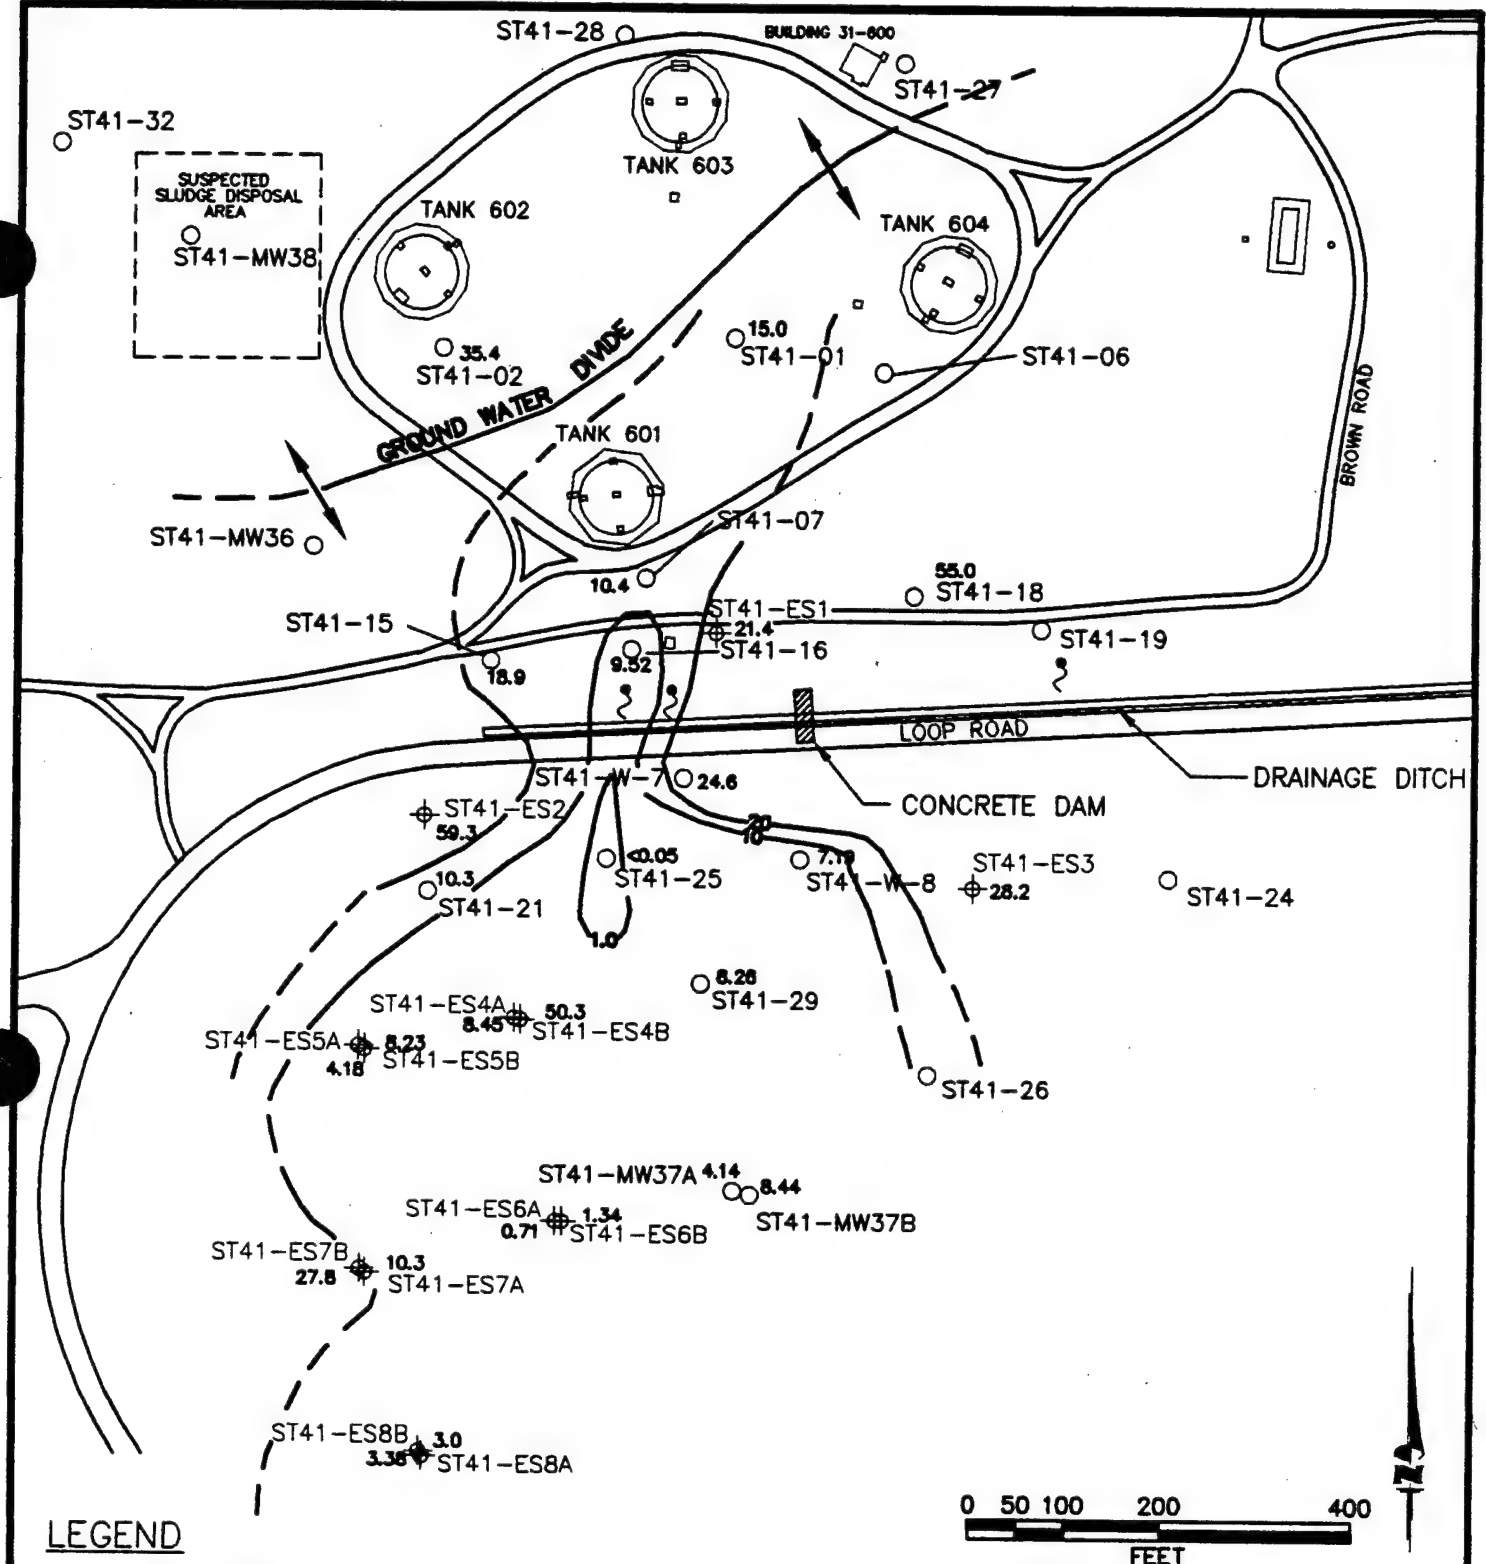 ST41-28
BUILDING 31-600
ST41-27
ST41-32
TANK 603
SUSPECTED
SLUDGE DISPOSAL
AREA
ST41-MW38
TANK 602
TANK 604
35.4
ST41-02
15.0
ST41-01
ST41-06
GROUND WATER DIVIDE
BROWN ROAD
TANK 601
ST41-07
ST41-MW36
10.4
55.0
ST41-18
ST41-15
ST41-ES1
21.4
ST41-16
ST41-19
9.52
18.9
LOOP ROAD
ST41-W-7
24.6
DRAINAGE DITCH
CONCRETE DAM
ST41-ES2
59.3
20
10
<0.05
ST41-25
7.19
ST41-W-8
ST41-ES3
28.2
ST41-24
10.3
ST41-21
1.0
8.26
ST41-29
ST41-ES4A
8.45
50.3
ST41-ES4B
ST41-ES5A
8.23
4.18
ST41-ES5B
ST41-26
ST41-MW37A
4.14
8.44
ST41-MW37B
ST41-ES6A
0.71
1.34
ST41-ES6B
ST41-ES7B
27.8
10.3
ST41-ES7A
ST41-ES8B
3.38
3.0
ST41-ES8A
N
LEGEND
0 50 100 200 400
FEET